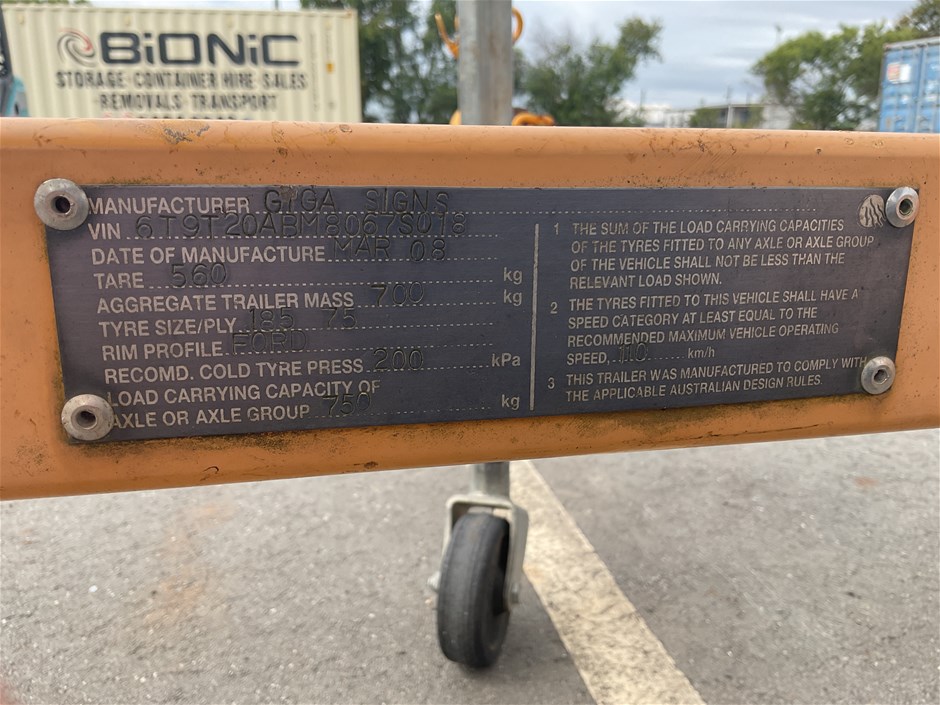 BiONiC
STORAGE · CONTAINER HIRE · SALES
· REMOVALS · TRANSPORT
MANUFACTURER GTGA SIGNS
VIN 6T9T20ABM8067S018
DATE OF MANUFACTURE MAR 08
TARE 560 kg
AGGREGATE TRAILER MASS 700 kg
TYRE SIZE/PLY 185 75
RIM PROFILE FORD
RECOMD. COLD TYRE PRESS 200 kPa
LOAD CARRYING CAPACITY OF
AXLE OR AXLE GROUP 750 kg
1 THE SUM OF THE LOAD CARRYING CAPACITIES
OF THE TYRES FITTED TO ANY AXLE OR AXLE GROUP
OF THE VEHICLE SHALL NOT BE LESS THAN THE
RELEVANT LOAD SHOWN.
2 THE TYRES FITTED TO THIS VEHICLE SHALL HAVE A
SPEED CATEGORY AT LEAST EQUAL TO THE
RECOMMENDED MAXIMUM VEHICLE OPERATING
SPEED, 110 km/h
3 THIS TRAILER WAS MANUFACTURED TO COMPLY WITH
THE APPLICABLE AUSTRALIAN DESIGN RULES.